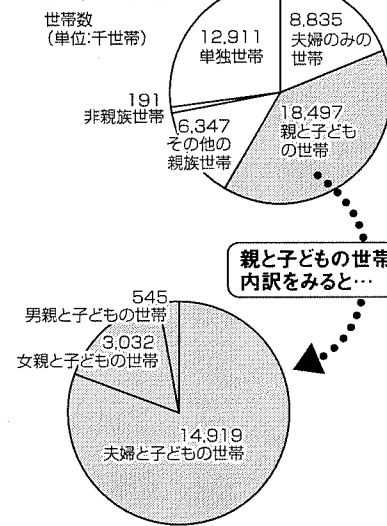 世帯数
(単位:千世帯)
8,835
夫婦のみの
世帯
12,911
単独世帯
191
非親族世帯
18,497
親と子ども
の世帯
6,347
その他の
親族世帯
親と子どもの世帯
内訳をみると…
545
男親と子どもの世帯
3,032
女親と子どもの世帯
14,919
夫婦と子どもの世帯